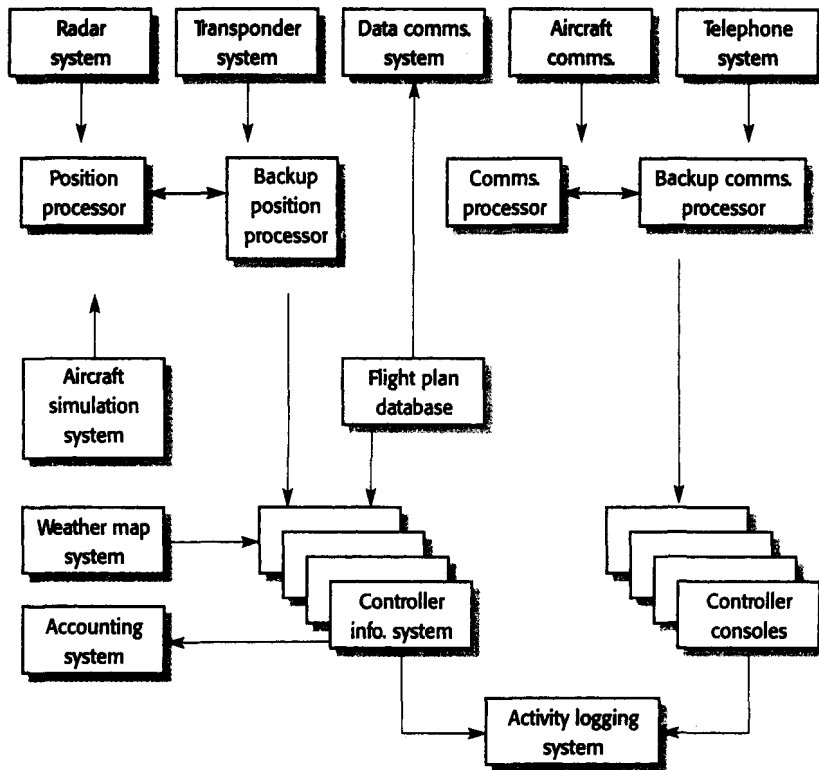 Radar
system
Transponder
system
Data comms.
system
Aircraft
comms.
Telephone
system
Position
processor
Backup
position
processor
Comms.
processor
Backup comms.
processor
Aircraft
simulation
system
Flight plan
database
Weather map
system
Controller
info. system
Controller
consoles
Accounting
system
Activity logging
system